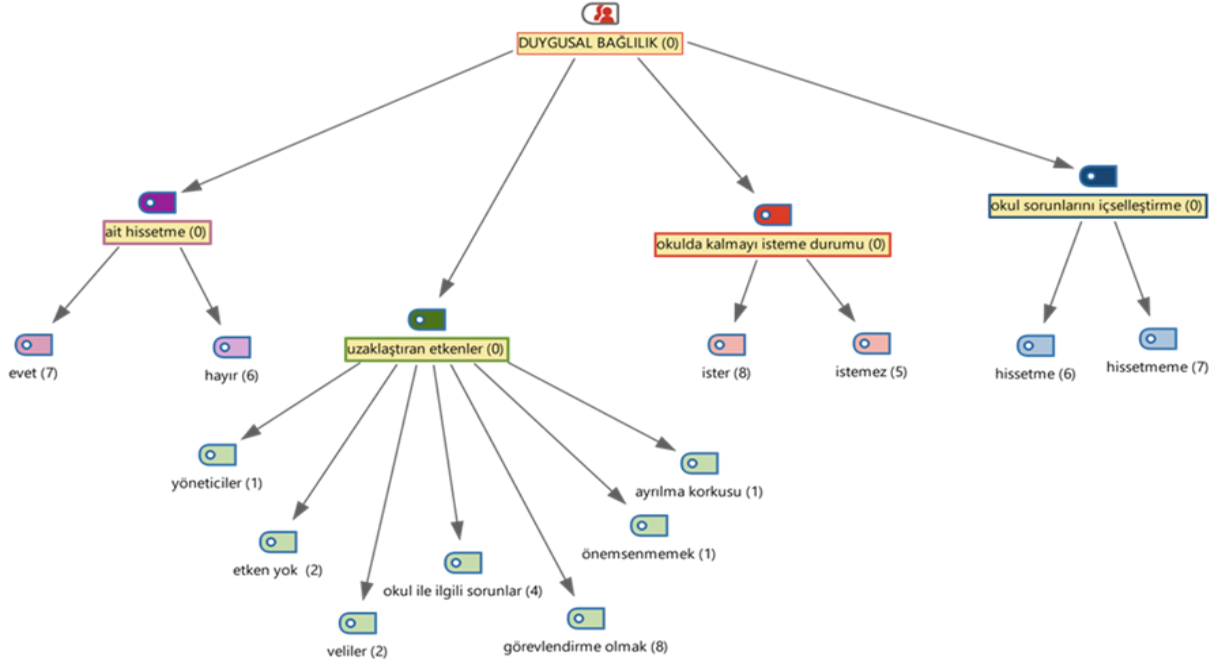 DUYGUSAL BAĞLILIK (0)
ait hissetme (0)
uzaklaştıran etkenler (0)
okulda kalmayı isteme durumu (0)
okul sorunlarını içselleştirme (0)
evet (7)
hayır (6)
ister (8)
istemez (5)
hissetme (6)
hissetmeme (7)
yöneticiler (1)
etken yok (2)
veliler (2)
okul ile ilgili sorunlar (4)
görevlendirme olmak (8)
önemsenmemek (1)
ayrılma korkusu (1)